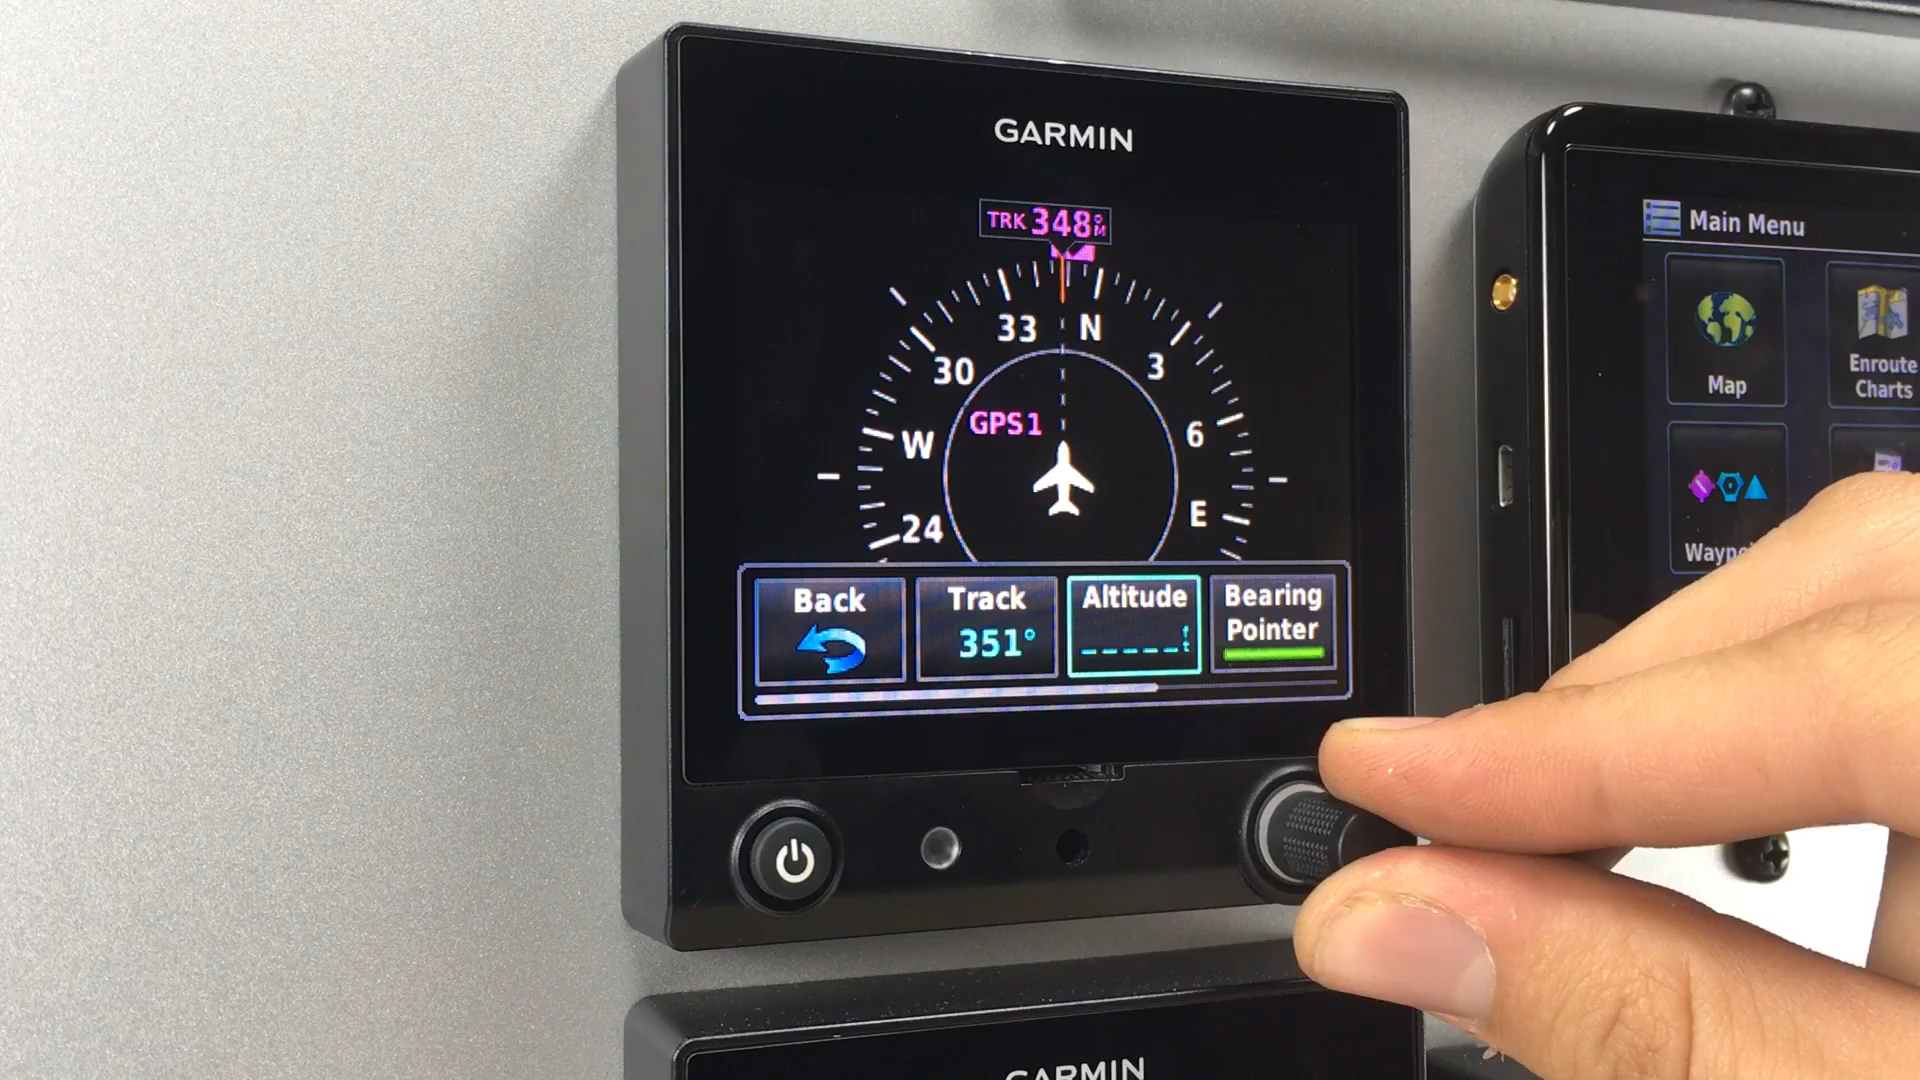 GARMIN
TRK 348°M
33 N
30 3
GPS1
W 6
24 E
Back Track Altitude Bearing Pointer
351° _____ft
GARMIN
Main Menu
Map
Enroute Charts